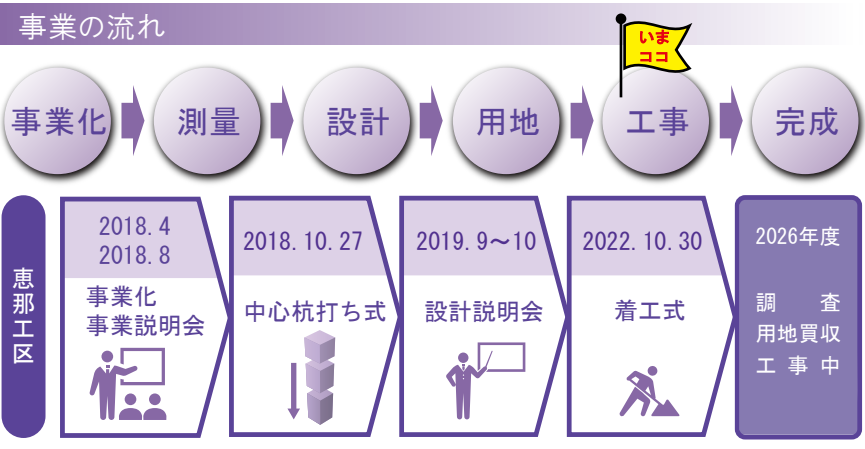 事業の流れ
いま
ココ
事業化
測量
設計
用地
工事
完成
恵那工区
2018.4
2018.8
事業化
事業説明会
2018.10.27
中心杭打ち式
2019.9～10
設計説明会
2022.10.30
着工式
2026年度
調　査
用地買収
工事中